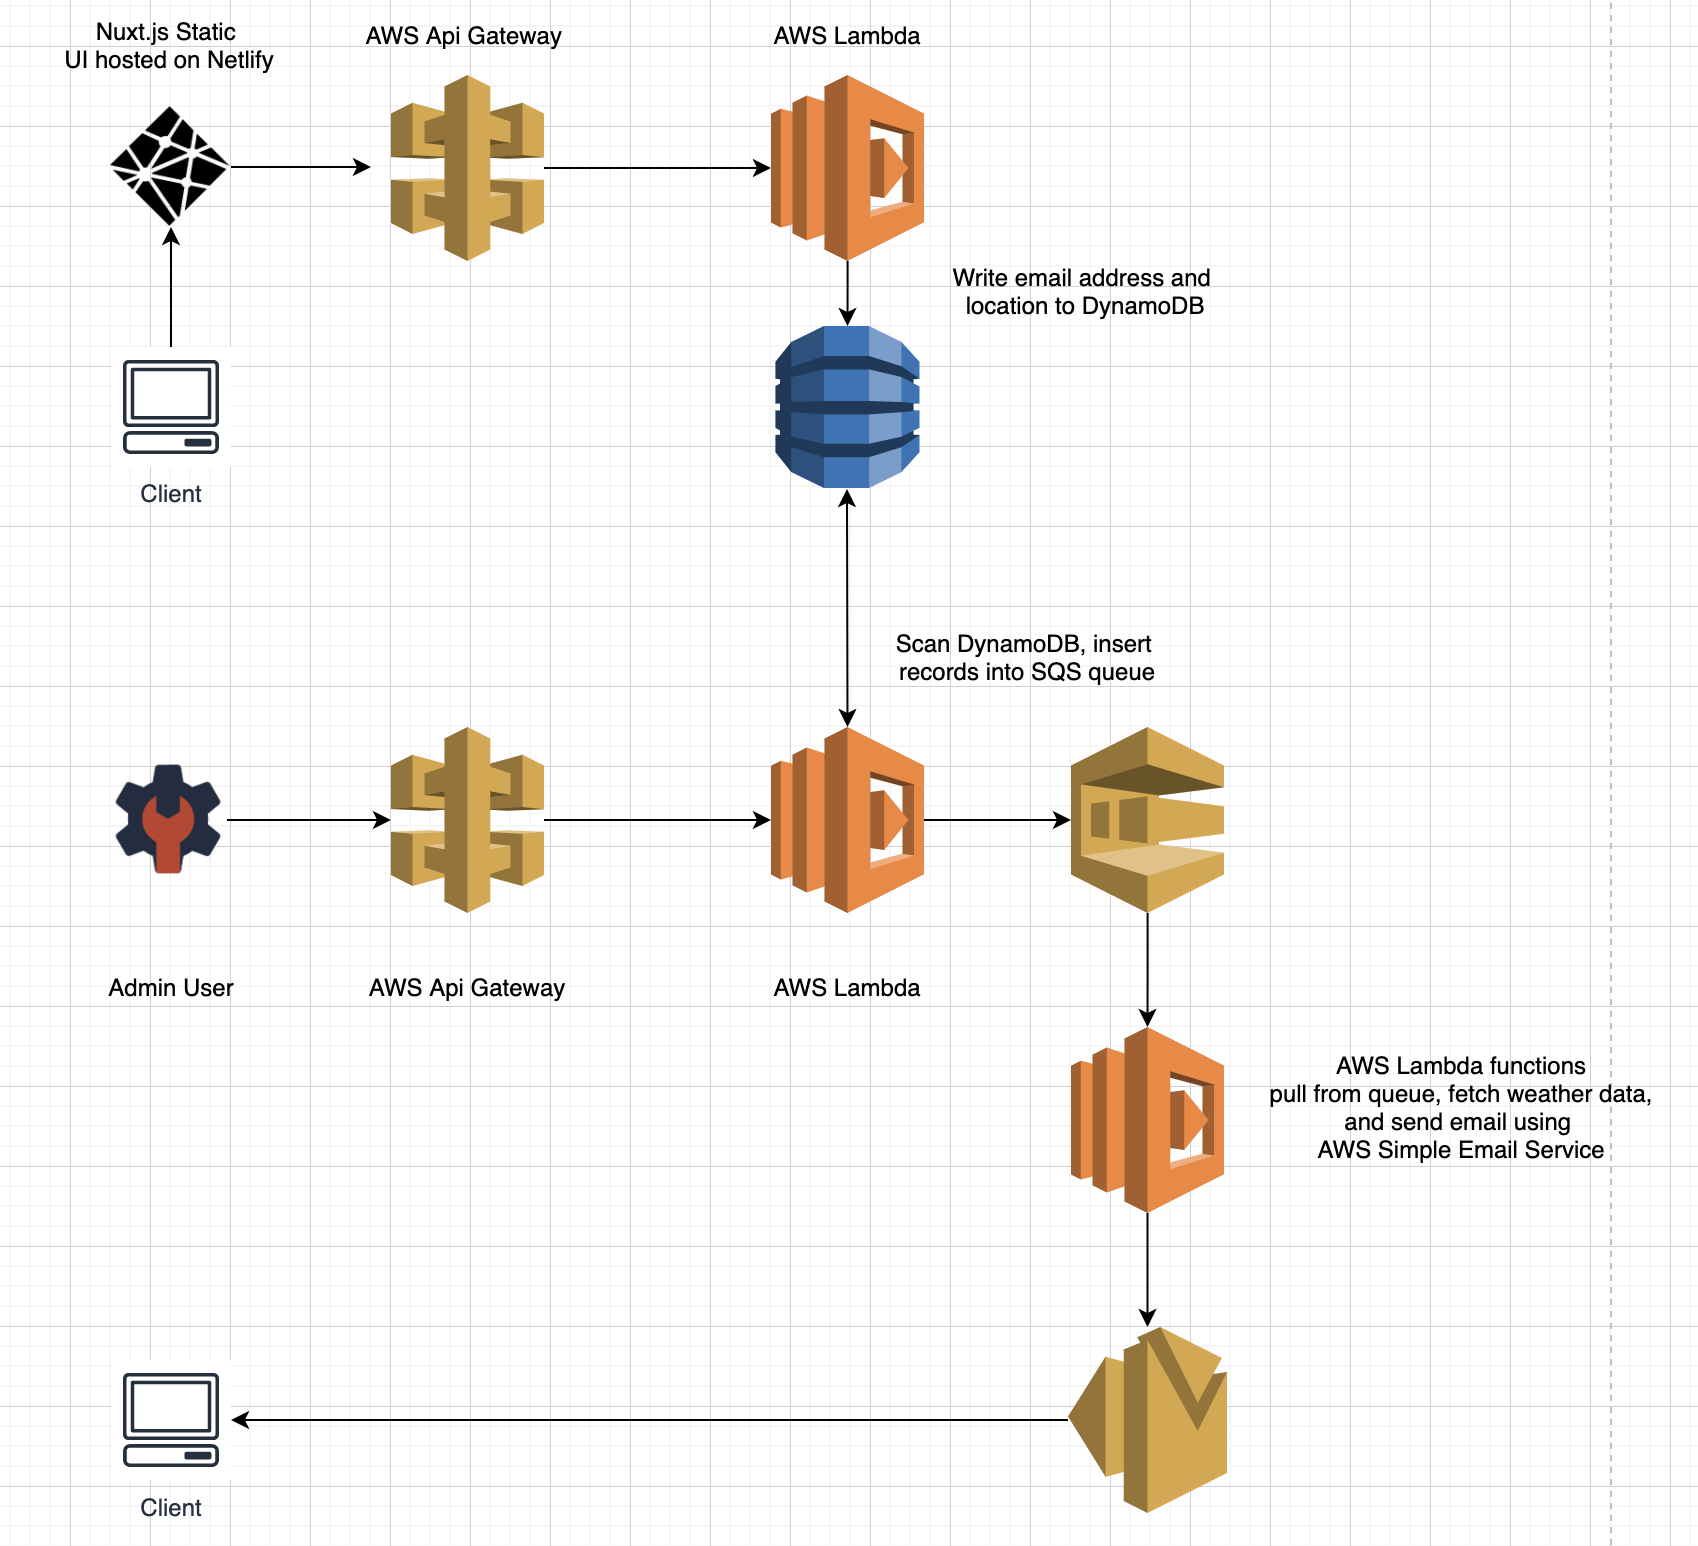 Nuxt.js Static
UI hosted on Netlify
AWS Api Gateway
AWS Lambda
Write email address and
location to DynamoDB
Client
Scan DynamoDB, insert
records into SQS queue
Admin User
AWS Api Gateway
AWS Lambda
AWS Lambda functions
pull from queue, fetch weather data,
and send email using
AWS Simple Email Service
Client